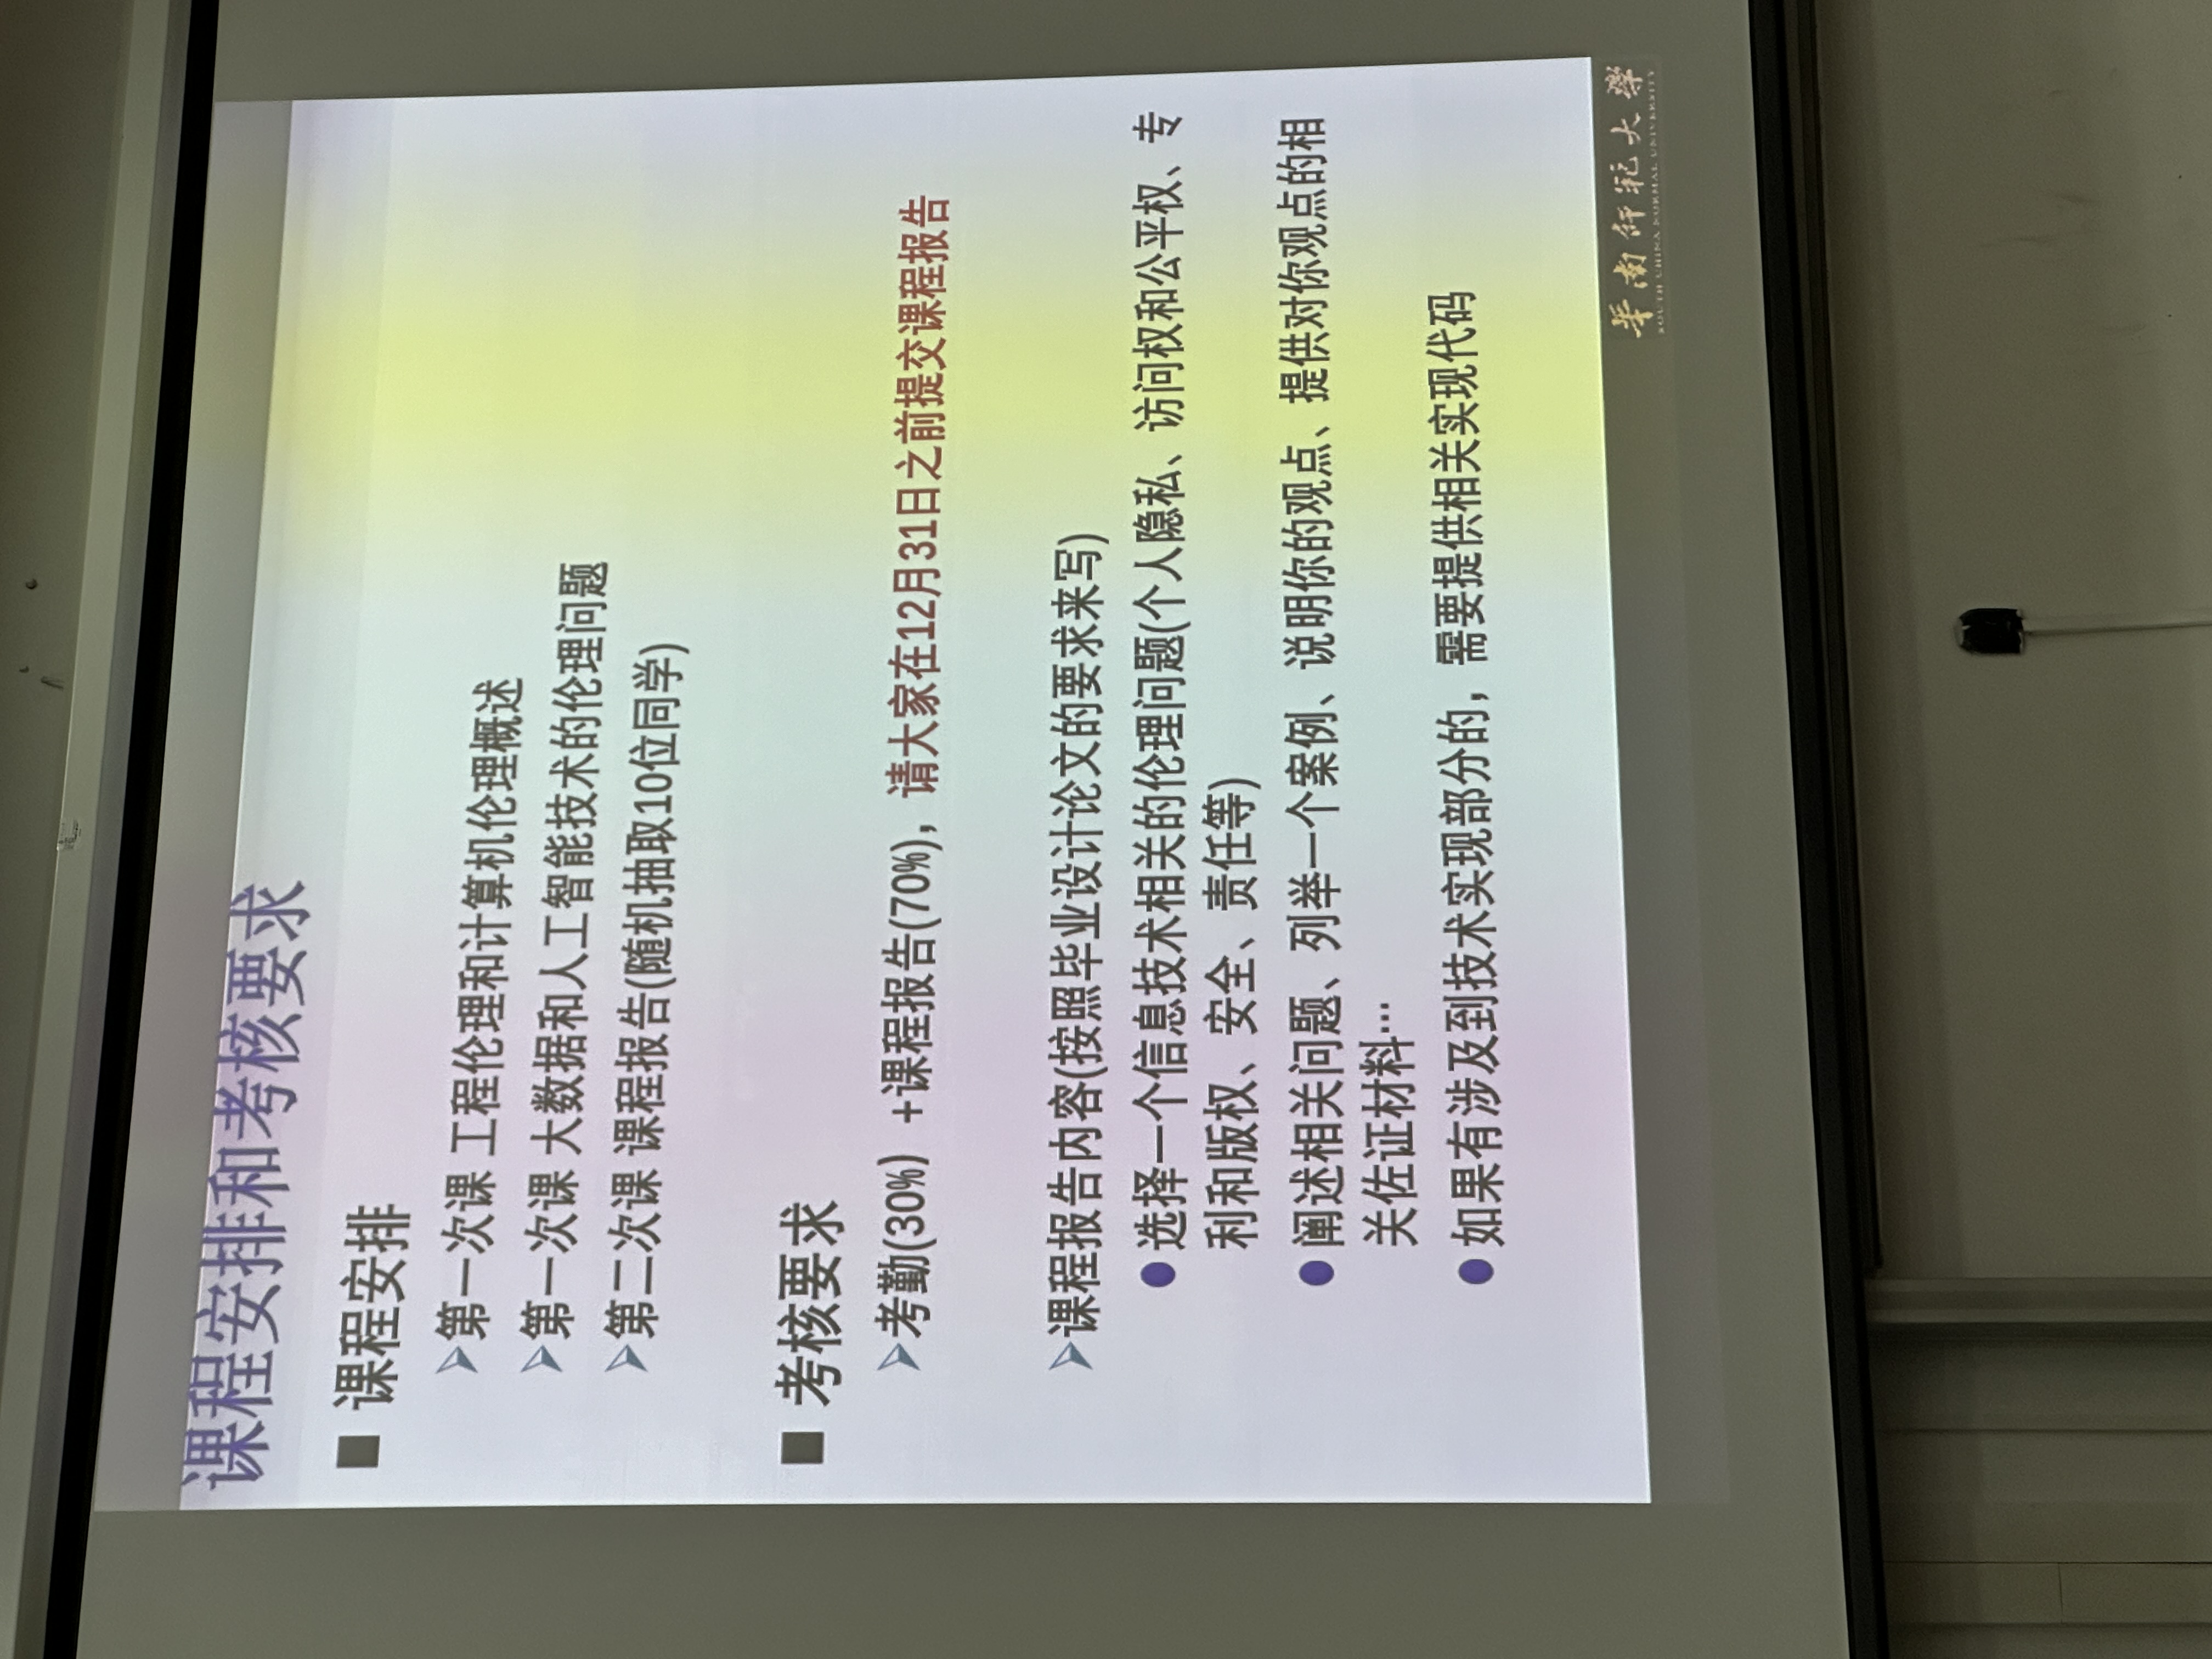 课程安排和考核要求
课程安排
第一次课 工程伦理和计算机伦理概述
第一次课 大数据和人工智能技术的伦理问题
第二次课 课程报告(随机抽取10位同学)
考核要求
考勤(30%）+课程报告(70%)，请大家在12月31日之前提交课程报告
课程报告内容(按照毕业设计论文的要求来写)
选择一个信息技术相关的伦理问题(个人隐私、访问权和公平权、专
利和版权、安全、责任等)
阐述相关问题、列举一个案例、说明你的观点、提供对你观点的相
关佐证材料…
如果有涉及到技术实现部分的，需要提供相关实现代码
華南師範大學
SOUTH CHINA NORMAL UNIVERSITY